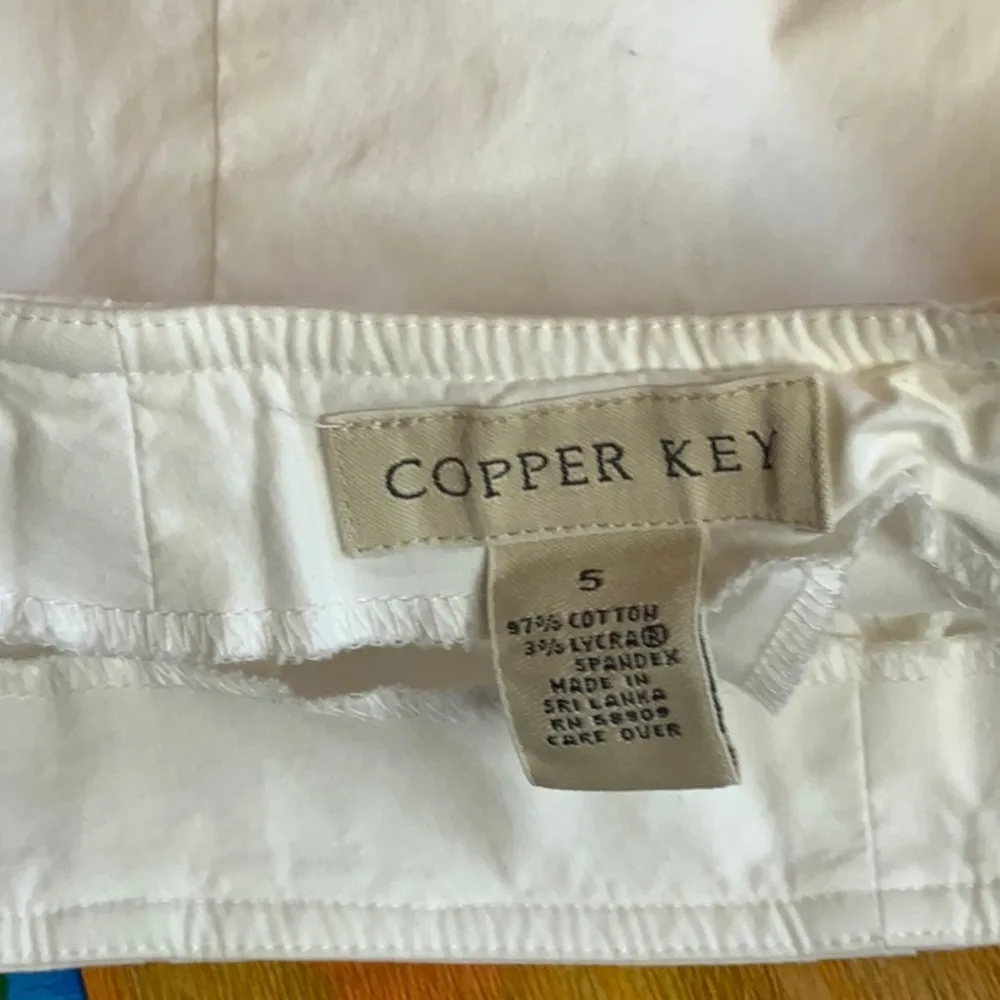 COPPER KEY
5
97% COTTON
3% LYCRA®
SPANDEX
MADE IN
SRI LANKA
RN 58909
CARE OVER